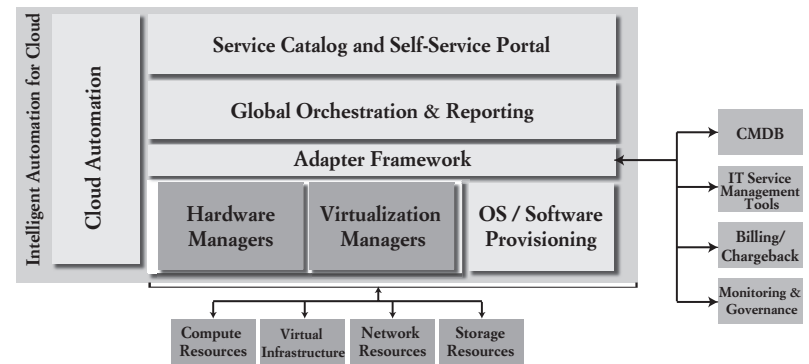 Intelligent Automation for Cloud
Cloud Automation
Service Catalog and Self-Service Portal
Global Orchestration & Reporting
Adapter Framework
Hardware
Managers
Virtualization
Managers
OS / Software
Provisioning
CMDB
IT Service
Management
Tools
Billing/
Chargeback
Monitoring &
Governance
Compute
Resources
Virtual
Infrastructure
Network
Resources
Storage
Resources